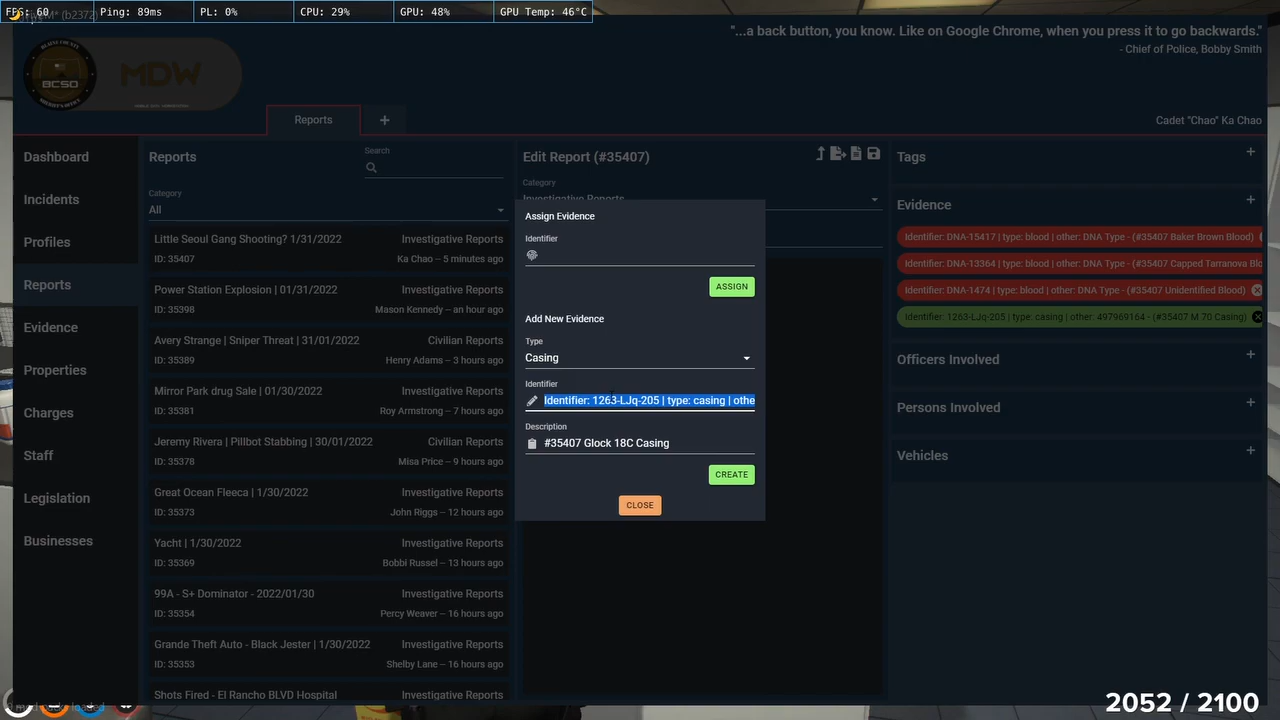 FPS: 60
Ping: 89ms
PL: 0%
CPU: 29%
GPU: 48%
GPU Temp: 46°C
(b2372)
"...a back button, you know. Like on Google Chrome, when you press it to go backwards."
- Chief of Police, Bobby Smith
BCSO
MDW
Reports
+
Cadet "Chao" Ka Chao
Dashboard
Incidents
Profiles
Reports
Evidence
Properties
Charges
Staff
Legislation
Businesses
Reports
Search
Category
All
Little Seoul Gang Shooting? 1/31/2022
Investigative Reports
ID: 35407
Ka Chao – 5 minutes ago
Power Station Explosion | 01/31/2022
Investigative Reports
ID: 35398
Mason Kennedy – an hour ago
Avery Strange | Sniper Threat | 31/01/2022
Civilian Reports
ID: 35389
Henry Adams – 3 hours ago
Mirror Park drug Sale | 01/30/2022
Investigative Reports
ID: 35381
Roy Armstrong – 7 hours ago
Jeremy Rivera | Pillbot Stabbing | 30/01/2022
Civilian Reports
ID: 35378
Misa Price – 9 hours ago
Great Ocean Fleeca | 1/30/2022
Investigative Reports
ID: 35373
John Riggs – 12 hours ago
Yacht | 1/30/2022
Investigative Reports
ID: 35369
Bobbi Russel – 13 hours ago
99A - S+ Dominator - 2022/01/30
Investigative Reports
ID: 35354
Percy Weaver – 16 hours ago
Grande Theft Auto - Black Jester | 1/30/2022
Investigative Reports
ID: 35353
Shelby Lane – 16 hours ago
Shots Fired - El Rancho BLVD Hospital
Investigative Reports
Edit Report (#35407)
Category
Investigative Reports
Assign Evidence
Identifier
ASSIGN
Add New Evidence
Type
Casing
Identifier
Identifier: 1263-LJq-205 | type: casing | othe
Description
#35407 Glock 18C Casing
CREATE
CLOSE
Tags
+
Evidence
+
Identifier: DNA-15417 | type: blood | other: DNA Type - (#35407 Baker Brown Blood)
Identifier: DNA-13364 | type: blood | other: DNA Type - (#35407 Capped Tarranova Blo
Identifier: DNA-1474 | type: blood | other: DNA Type - (#35407 Unidentified Blood)
Identifier: 1263-LJq-205 | type: casing | other: 497969164 - (#35407 M 70 Casing)
Officers Involved
+
Persons Involved
+
Vehicles
+
2052 / 2100